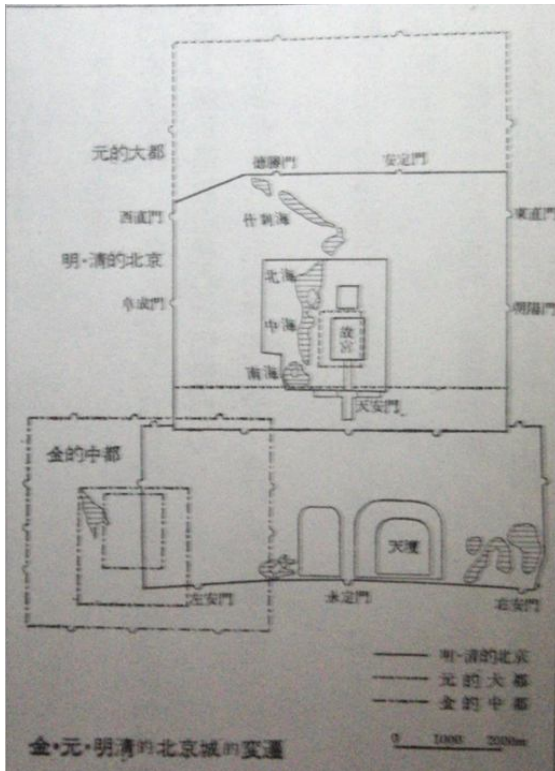 元的大都
德勝門
安定門
西直門
什刹海
東直門
明·清的北京
北海
阜成門
朝陽門
中海
故宮
南海
天安門
金的中都
天壇
左安門
永定門
右安門
明·清的北京
元的大都
金的中都
金·元·明清的北京城的變遷
0 1000 2000m